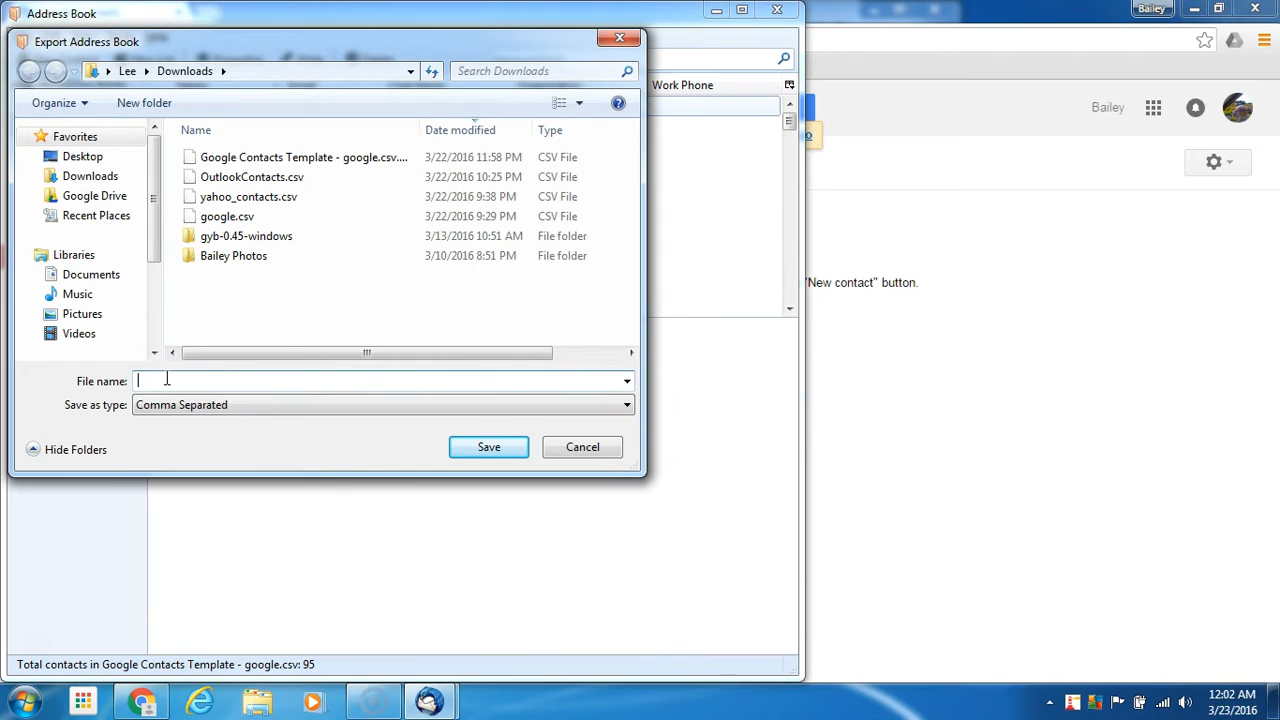 Address Book
Bailey
Export Address Book
Lee
Downloads
Search Downloads
Work Phone
Organize
New folder
Bailey
Favorites
Desktop
Downloads
Google Drive
Recent Places
Libraries
Documents
Music
Pictures
Videos
Name
Date modified
Type
Google Contacts Template - google.csv....
3/22/2016 11:58 PM
CSV File
OutlookContacts.csv
3/22/2016 10:25 PM
CSV File
yahoo_contacts.csv
3/22/2016 9:38 PM
CSV File
google.csv
3/22/2016 9:29 PM
CSV File
gyb-0.45-windows
3/13/2016 10:51 AM
File folder
Bailey Photos
3/10/2016 8:51 PM
File folder
"New contact" button.
File name:
Save as type:
Comma Separated
Hide Folders
Save
Cancel
Total contacts in Google Contacts Template - google.csv: 95
12:02 AM
3/23/2016